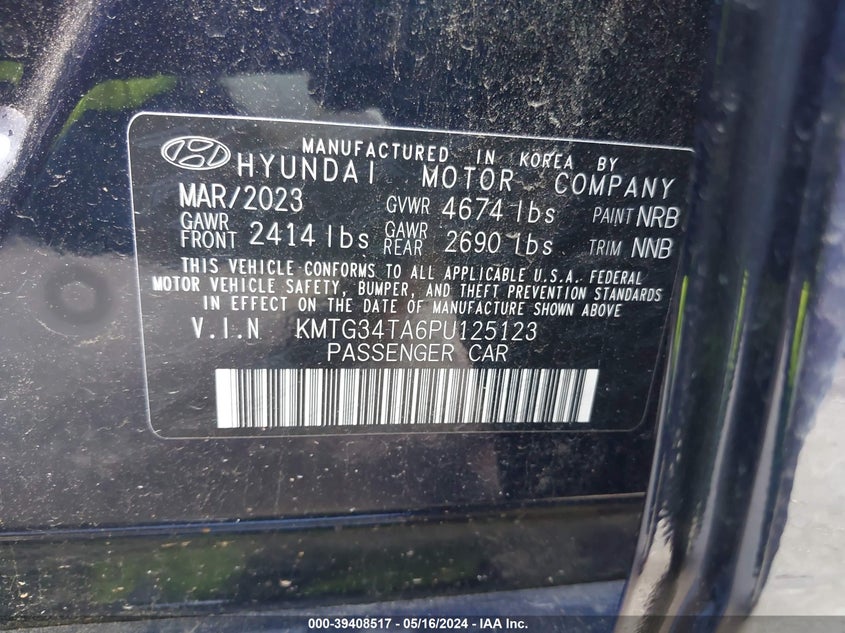 MANUFACTURED IN KOREA BY
HYUNDAI MOTOR COMPANY
MAR/2023 GVWR 4674 lbs PAINT NRB
GAWR FRONT 2414 lbs GAWR REAR 2690 lbs TRIM NNB
THIS VEHICLE CONFORMS TO ALL APPLICABLE U.S.A. FEDERAL
MOTOR VEHICLE SAFETY, BUMPER, AND THEFT PREVENTION STANDARDS
IN EFFECT ON THE DATE OF MANUFACTURE SHOWN ABOVE
V.I.N KMTG34TA6PU125123
PASSENGER CAR
000-39408517 - 05/16/2024 - IAA Inc.